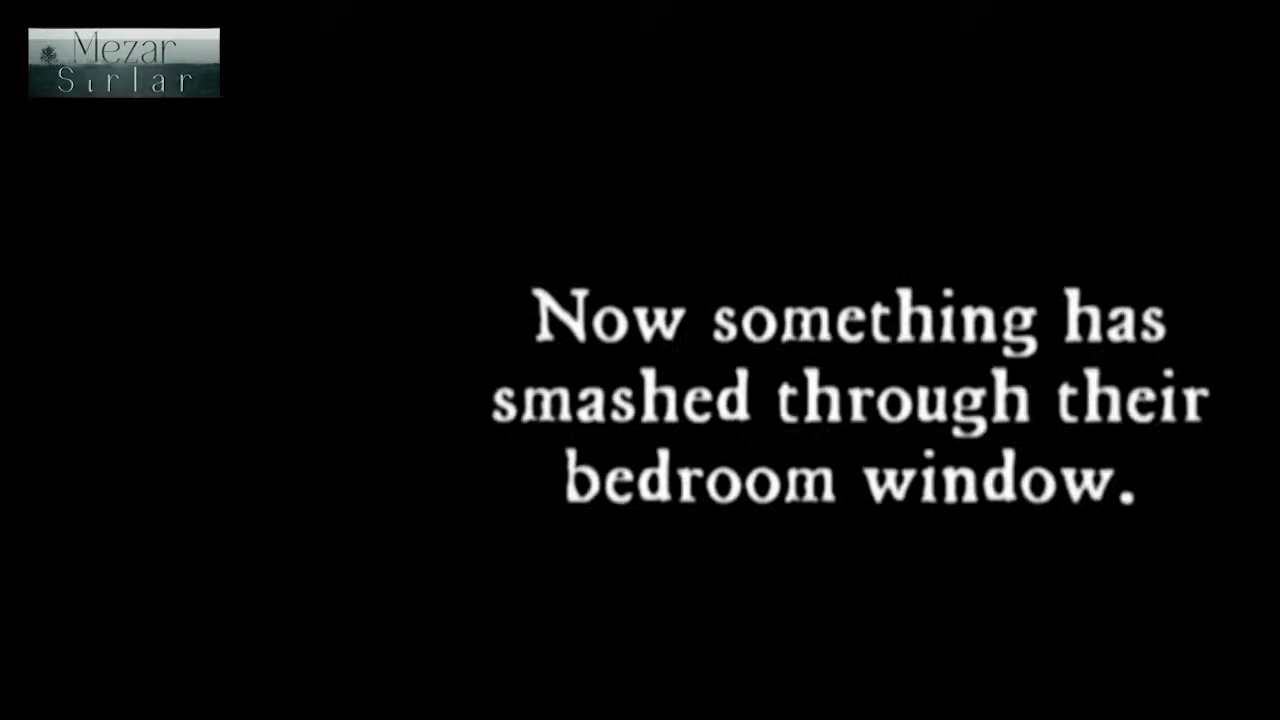 Mezar
Sırlar
Now something has
smashed through their
bedroom window.